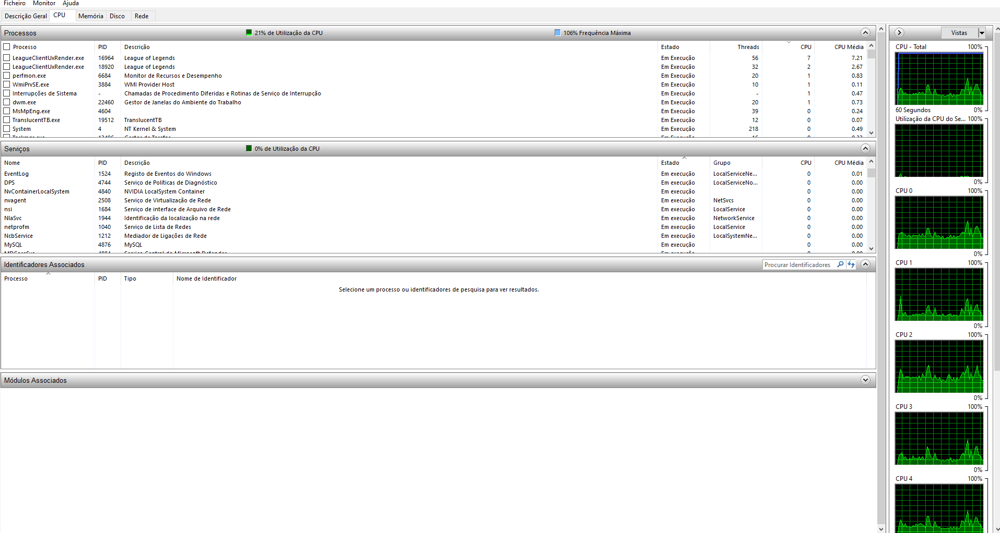 Ficheiro Monitor Ajuda
Descrição Geral CPU Memória Disco Rede
Processos 21% de Utilização da CPU 106% Frequência Máxima
Processo PID Descrição Estado Threads CPU CPU Média
LeagueClientUxRender.exe 16964 League of Legends Em Execução 56 7 7.21
LeagueClientUxRender.exe 18920 League of Legends Em Execução 32 2 2.67
perfmon.exe 6684 Monitor de Recursos e Desempenho Em Execução 20 1 0.83
WmiPrvSE.exe 3884 WMI Provider Host Em Execução 10 1 0.11
Interrupções de Sistema - Chamadas de Procedimento Diferidas e Rotinas de Serviço de Interrupção Em Execução - 1 0.47
dwm.exe 22460 Gestor de Janelas do Ambiente do Trabalho Em Execução 20 1 0.73
MsMpEng.exe 4604 Em Execução 39 0 0.24
TranslucentTB.exe 19512 TranslucentTB Em Execução 12 0 0.07
System 4 NT Kernel & System Em Execução 218 0 0.49
Serviços 0% de Utilização da CPU
Nome PID Descrição Estado Grupo CPU CPU Média
EventLog 1524 Registo de Eventos do Windows Em execução LocalServiceNe... 0 0.01
DPS 4744 Serviço de Políticas de Diagnóstico Em execução LocalServiceNo... 0 0.00
NvContainerLocalSystem 4840 NVIDIA LocalSystem Container Em execução 0 0.00
nvagent 2508 Serviço de Virtualização de Rede Em execução NetSvcs 0 0.00
nsi 1684 Serviço de interface de Arquivo de Rede Em execução LocalService 0 0.00
NlaSvc 1944 Identificação da localização na rede Em execução NetworkService 0 0.00
netprofm 1040 Serviço de Lista de Redes Em execução LocalService 0 0.00
NcbService 1212 Mediador de Ligações de Rede Em execução LocalSystemNe... 0 0.00
MySQL 4876 MySQL Em execução 0 0.00
Identificadores Associados Procurar Identificadores
Processo PID Tipo Nome de Identificador
Selecione um processo ou identificadores de pesquisa para ver resultados.
Módulos Associados
Vistas
CPU - Total 100%
60 Segundos 0%
Utilização da CPU do Se... 100%
0%
CPU 0 100%
0%
CPU 1 100%
0%
CPU 2 100%
0%
CPU 3 100%
0%
CPU 4 100%